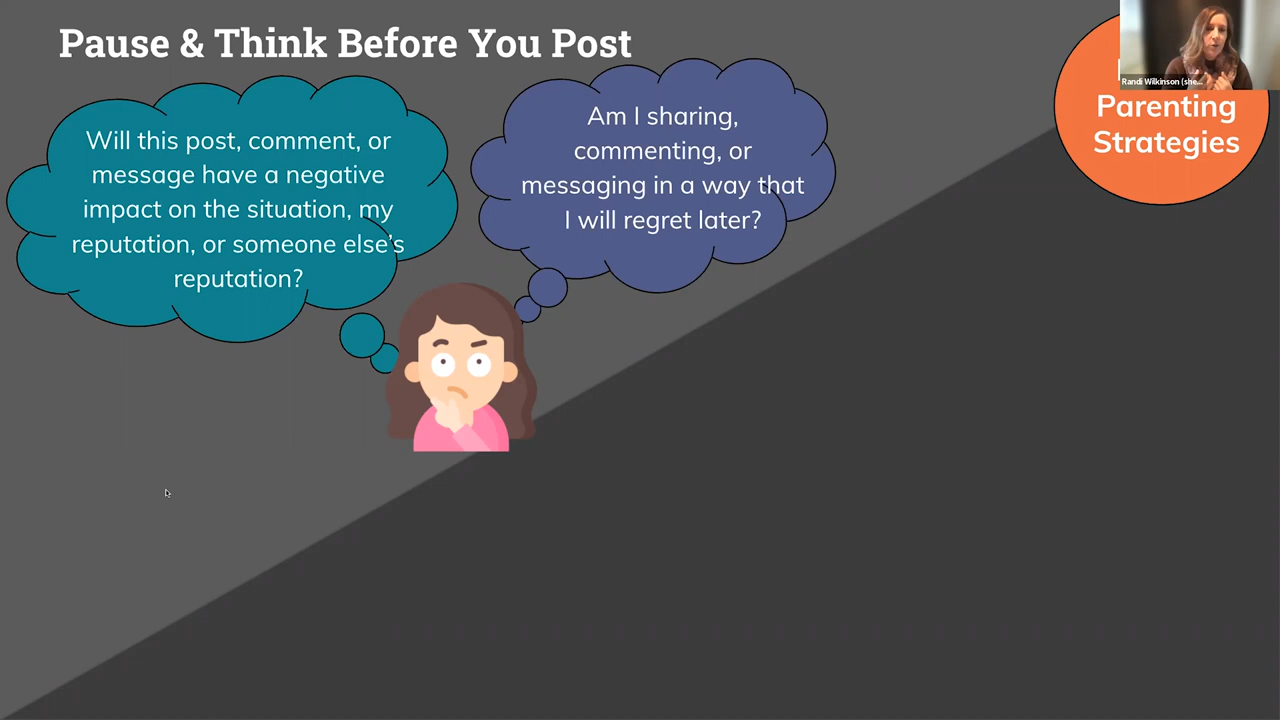 Pause & Think Before You Post
Will this post, comment, or
message have a negative
impact on the situation, my
reputation, or someone else's
reputation?
Am I sharing,
commenting, or
messaging in a way that
I will regret later?
Parenting
Strategies
Randi Wilkinson (she...